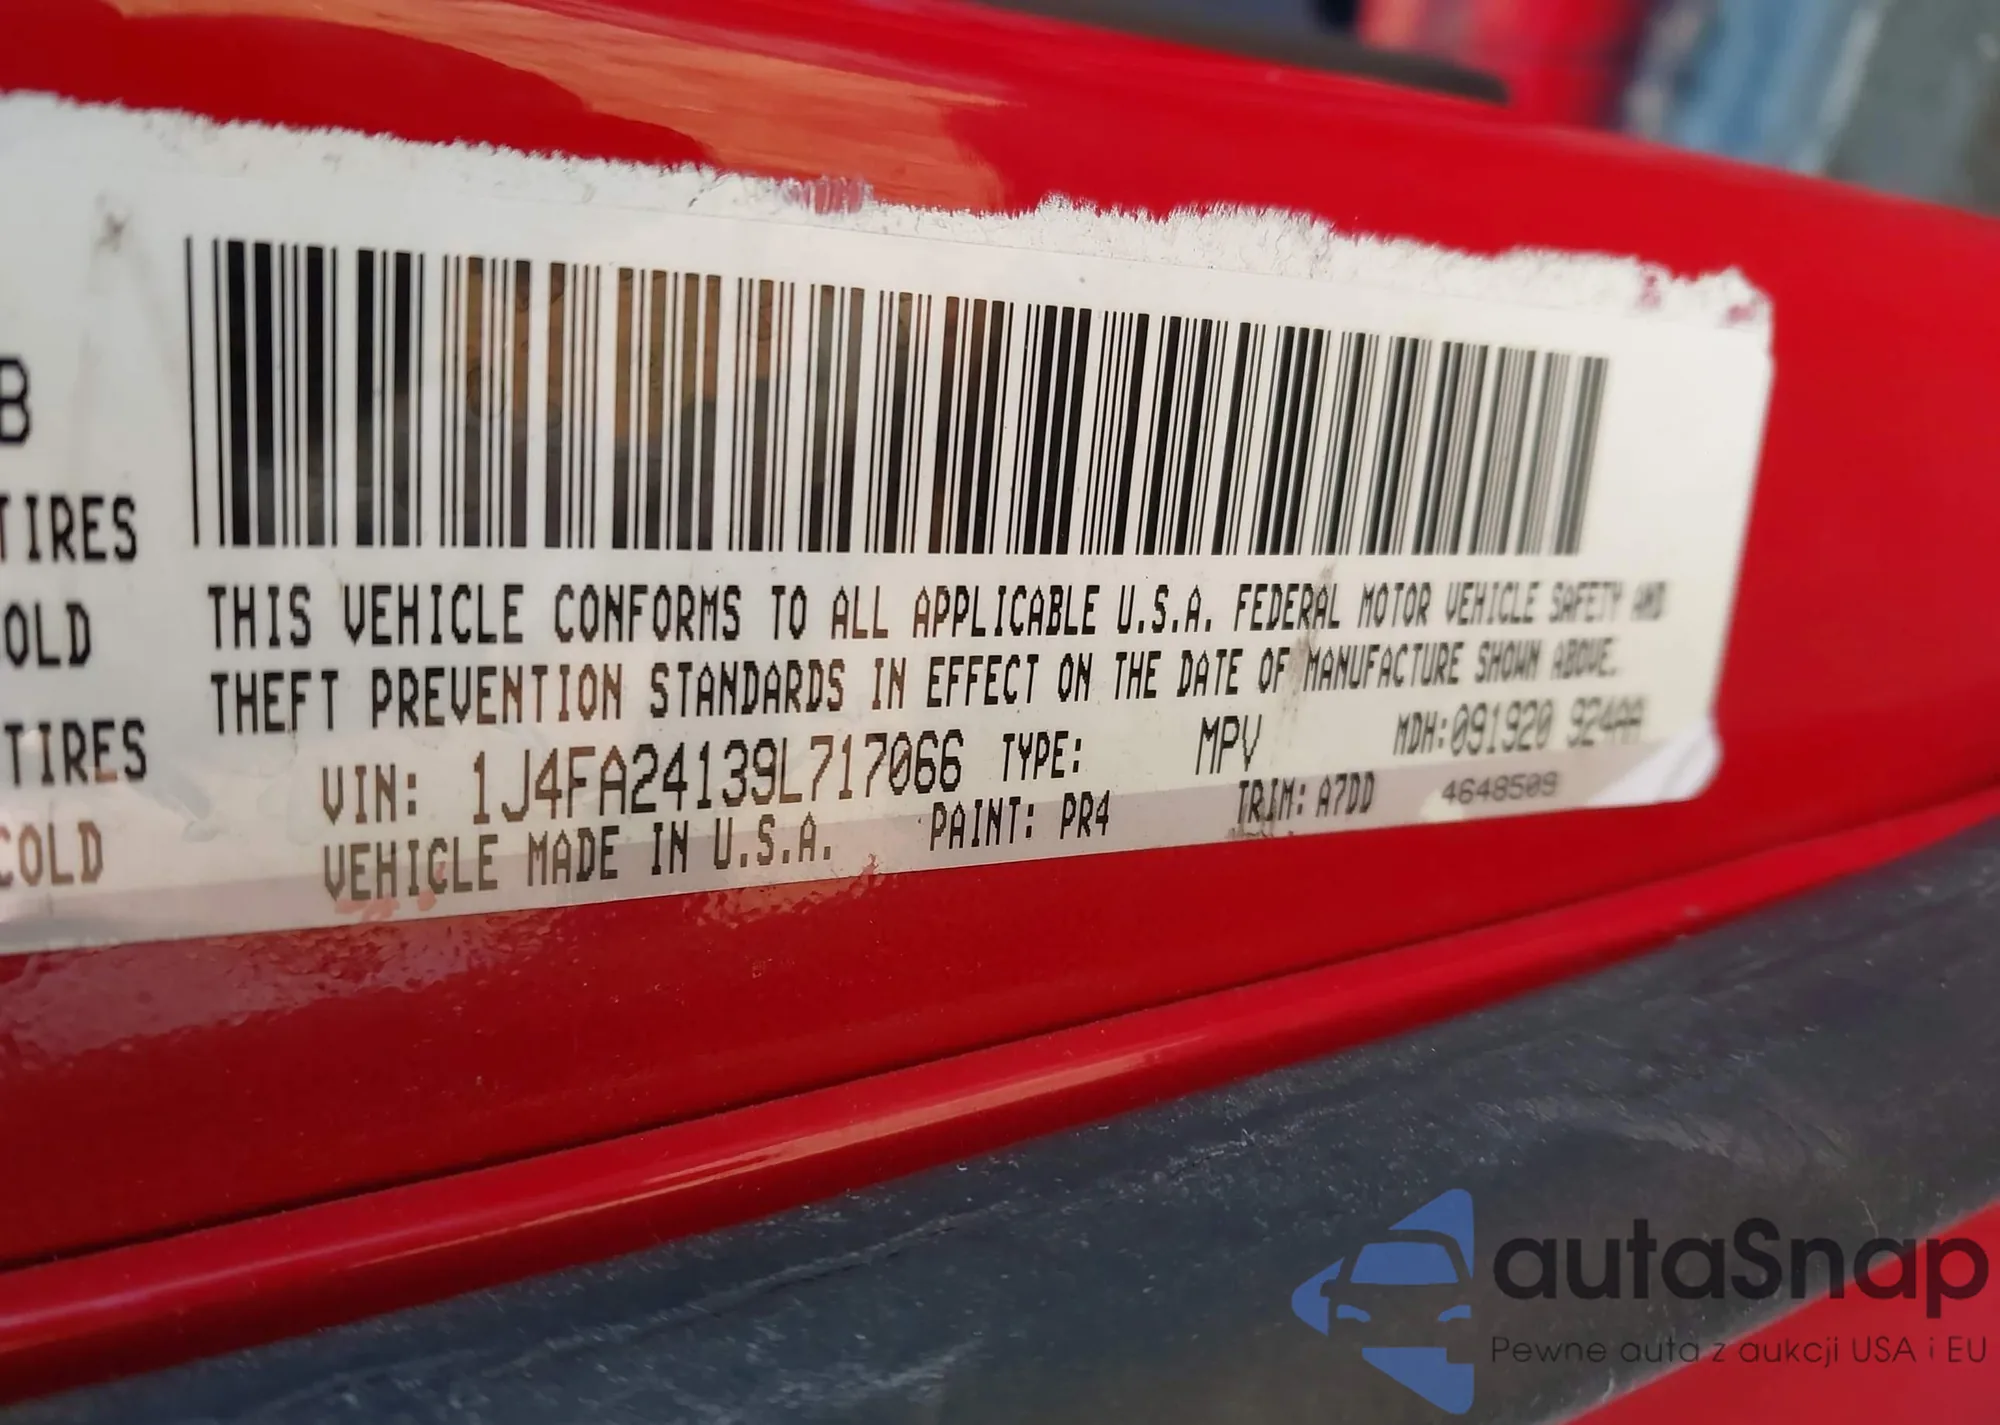 B
TIRES
COLD
TIRES
COLD
THIS VEHICLE CONFORMS TO ALL APPLICABLE U.S.A. FEDERAL MOTOR VEHICLE SAFETY AND
THEFT PREVENTION STANDARDS IN EFFECT ON THE DATE OF MANUFACTURE SHOWN ABOVE.
VIN: 1J4FA24139L717066 TYPE: MPV MDH:091920 924AA
VEHICLE MADE IN U.S.A. PAINT: PR4 TRIM: A7DD 4648509
autaSnap
Pewne auta z aukcji USA i EU